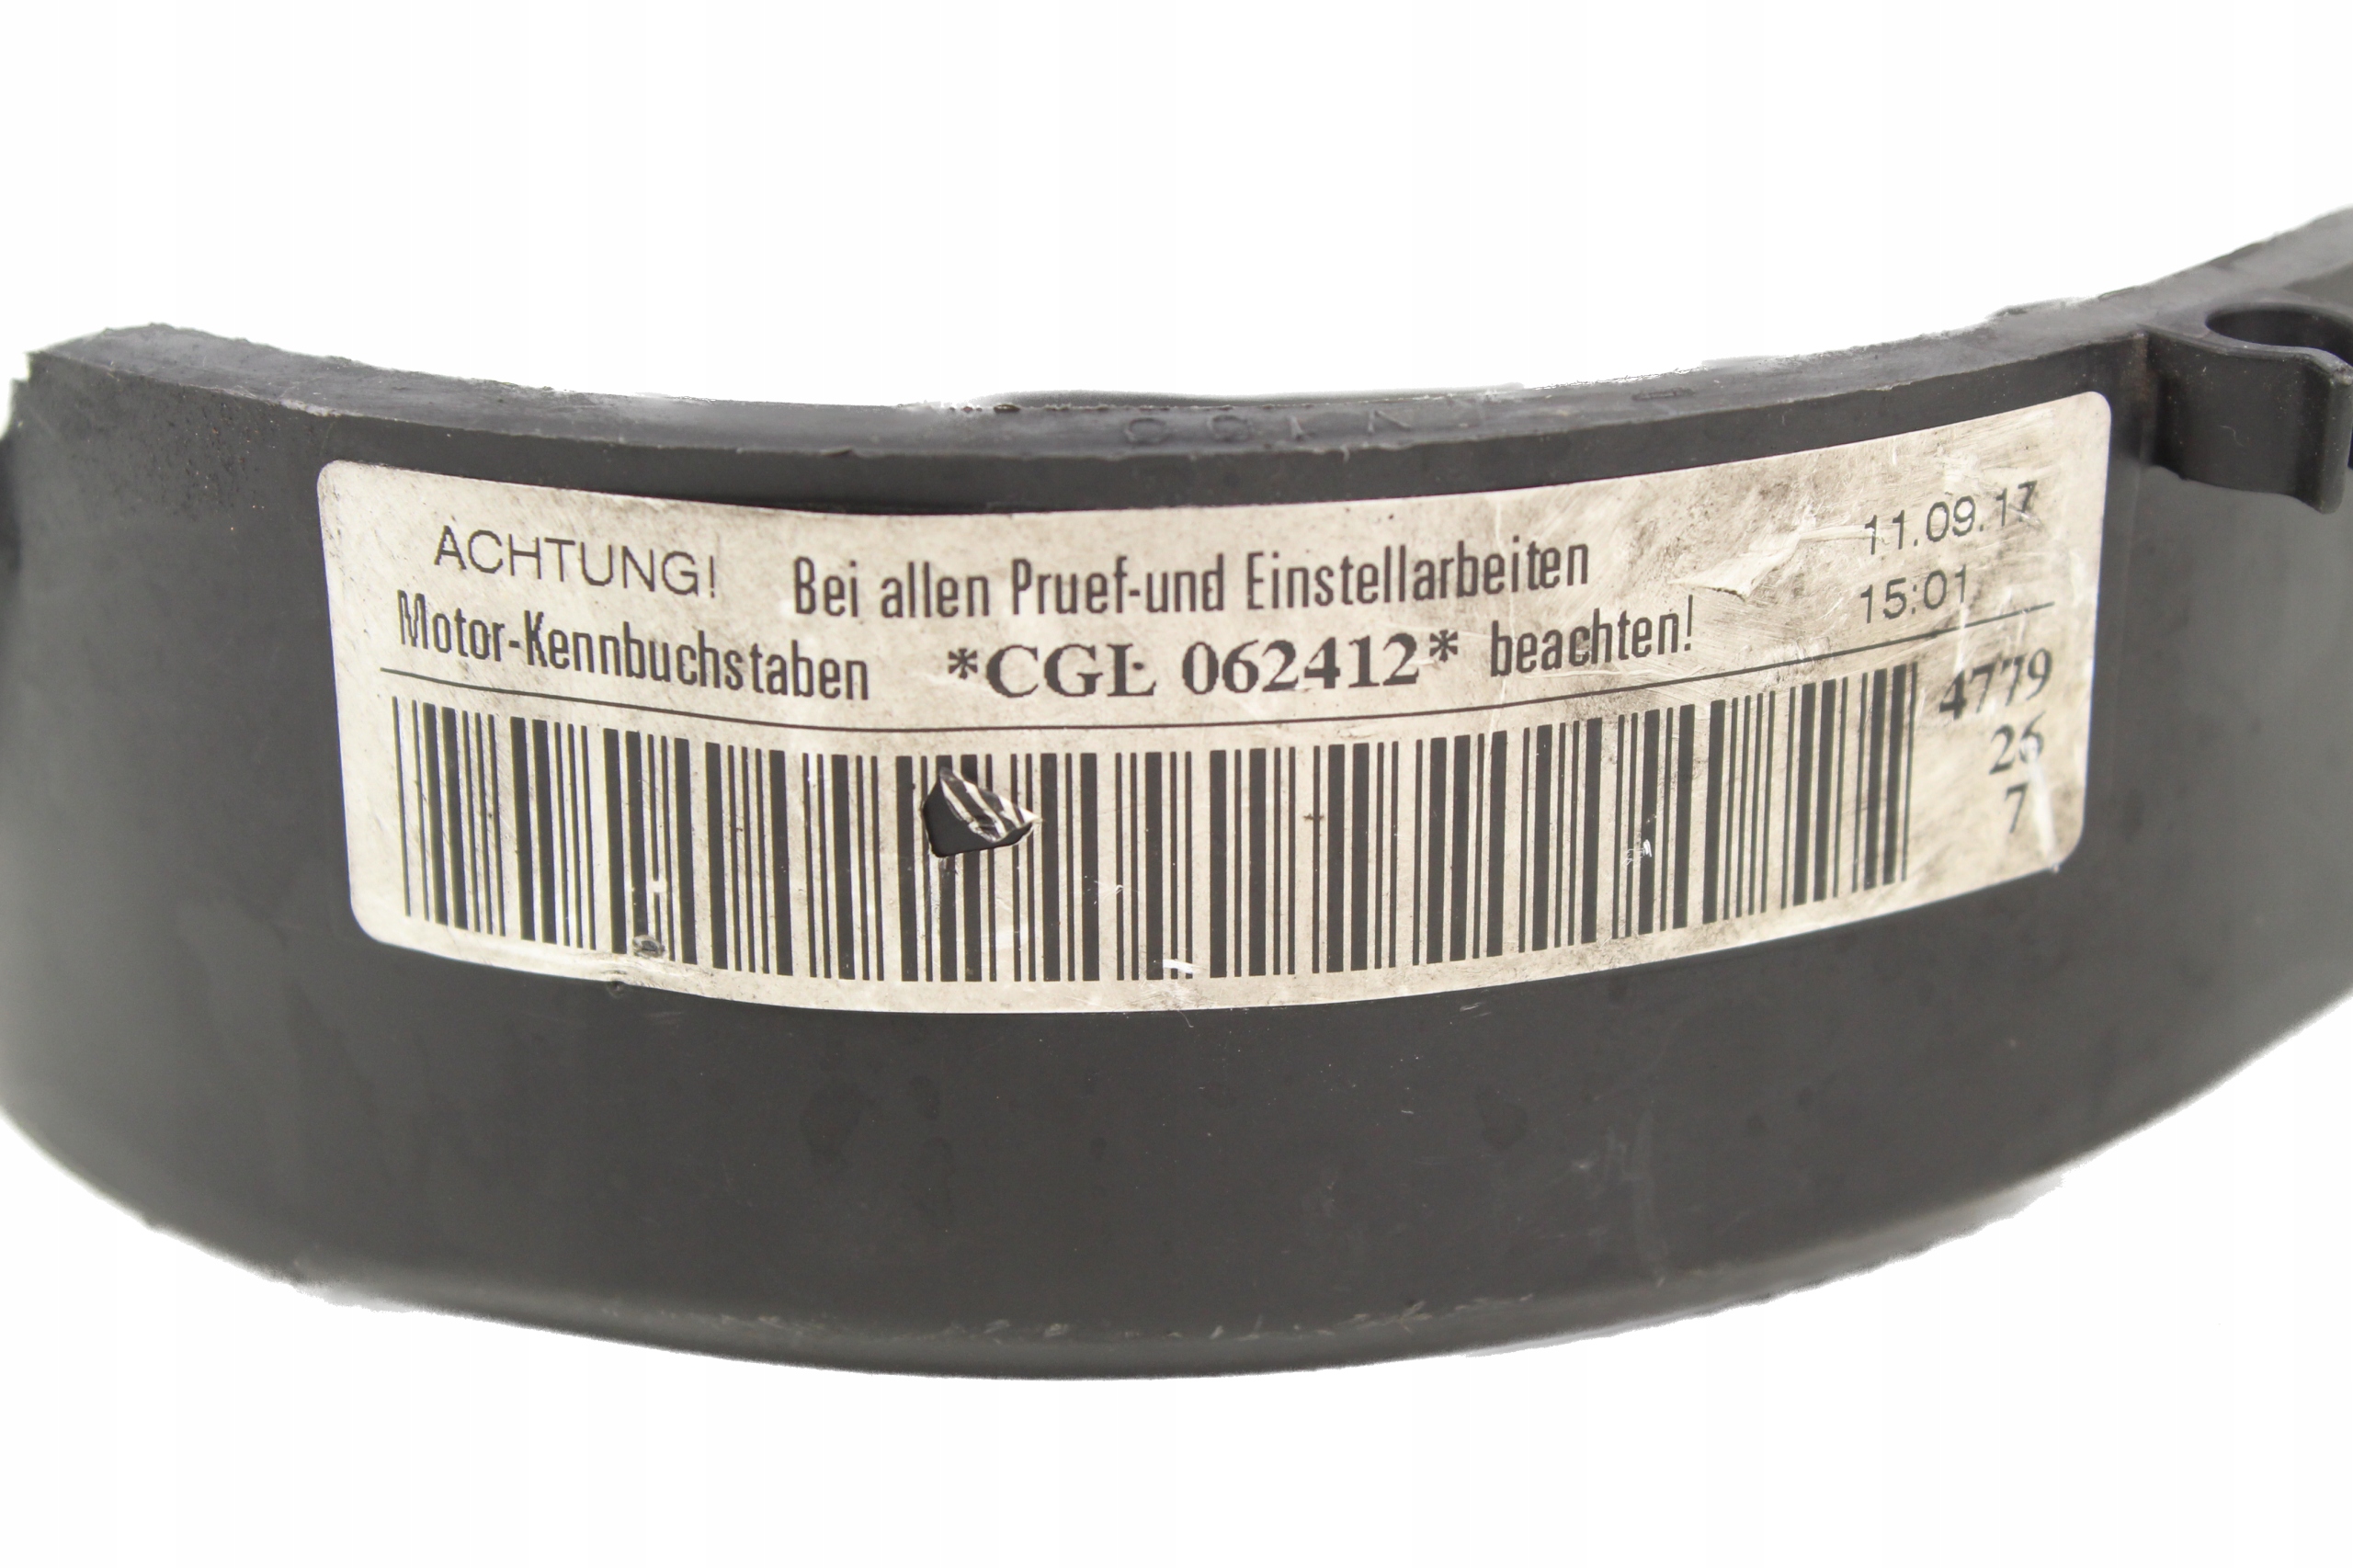 ACHTUNG! Bei allen Pruef-und Einstellarbeiten 11.09.17
Motor-Kennbuchstaben *CGL 062412* beachten! 15:01
4779
26
7